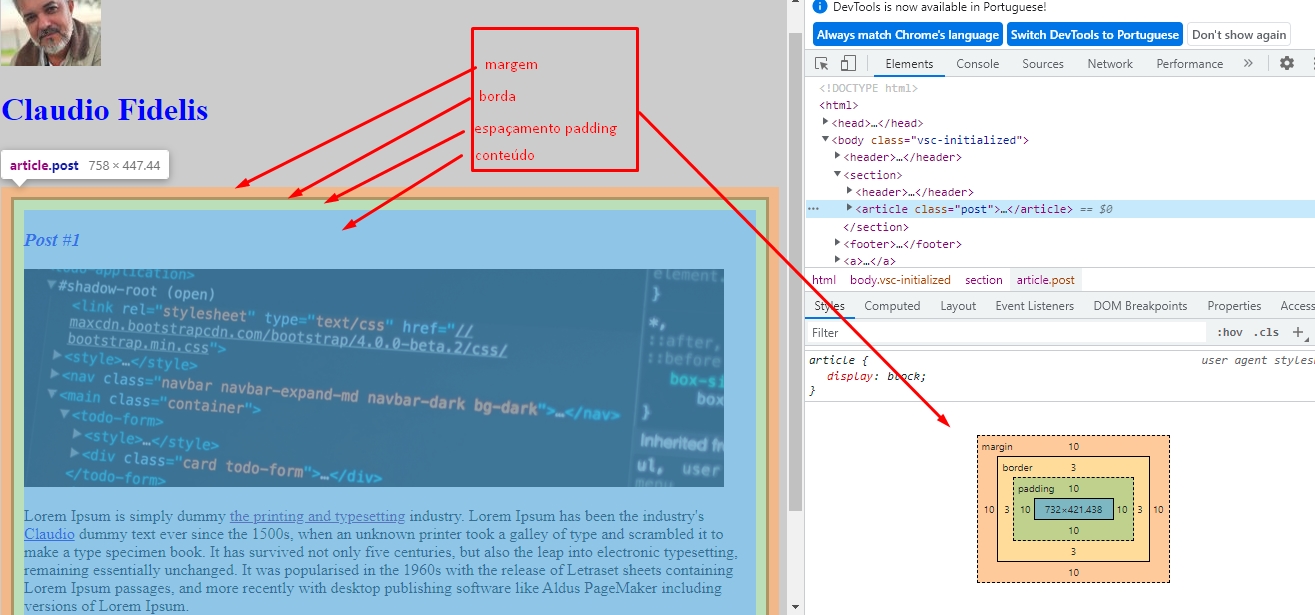 DevTools is now available in Portuguese!
Always match Chrome's language Switch DevTools to Portuguese Don't show again
Elements Console Sources Network Performance »
<!DOCTYPE html>
<html>
<head>…</head>
<body class="vsc-initialized">
<header>…</header>
<section>
<header>…</header>
<article class="post">…</article> == $0
</section>
<footer>…</footer>
<a>…</a>
html body.vsc-initialized section article.post
Styles Computed Layout Event Listeners DOM Breakpoints Properties Access
Filter :hov .cls +
article { user agent styles
display: block;
}
margin 10
border 3
padding 10
10 3 10 732×421.438 10 3 10
10
3
10
margem
borda
espaçamento padding
conteúdo
Claudio Fidelis
article.post 758 × 447.44
Post #1
todo-application>
#shadow-root (open)
<link rel="stylesheet" type="text/css" href="//
maxcdn.bootstrapcdn.com/bootstrap/4.0.0-beta.2/css/
bootstrap.min.css">
<style>…</style>
<nav class="navbar navbar-expand-md navbar-dark bg-dark">…</nav>
<main class="container">
<todo-form>
<style>…</style>
<div class="card todo-form">…</div>
</todo-form>
element.
}
*,
::after,
::before
box-si
box
}
Inherited fr
ul, user
menu
Lorem Ipsum is simply dummy the printing and typesetting industry. Lorem Ipsum has been the industry's
Claudio dummy text ever since the 1500s, when an unknown printer took a galley of type and scrambled it to
make a type specimen book. It has survived not only five centuries, but also the leap into electronic typesetting,
remaining essentially unchanged. It was popularised in the 1960s with the release of Letraset sheets containing
Lorem Ipsum passages, and more recently with desktop publishing software like Aldus PageMaker including
versions of Lorem Ipsum.